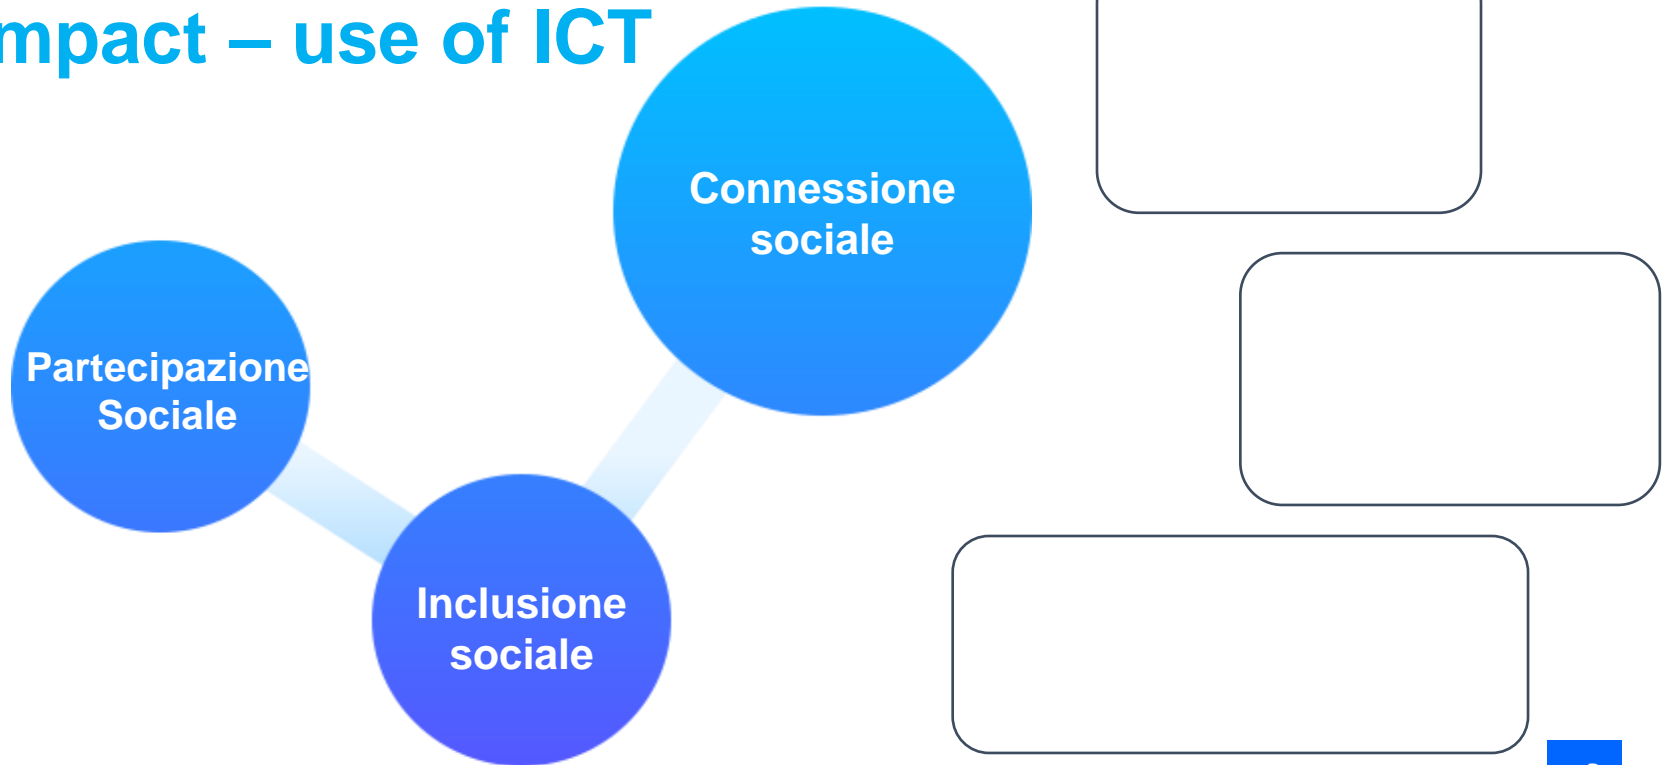 mpact – use of ICT
Connessione
sociale
Partecipazione
Sociale
Inclusione
sociale